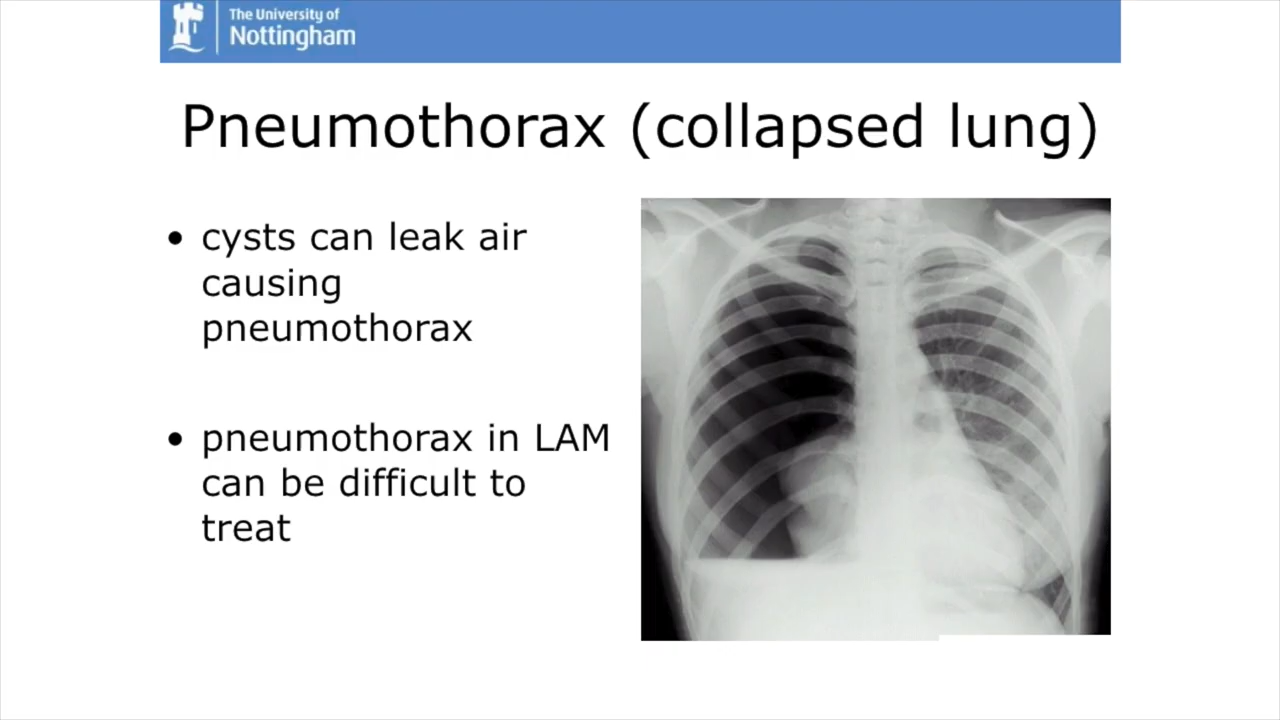 The University of
Nottingham
Pneumothorax (collapsed lung)
• cysts can leak air
causing
pneumothorax
• pneumothorax in LAM
can be difficult to
treat